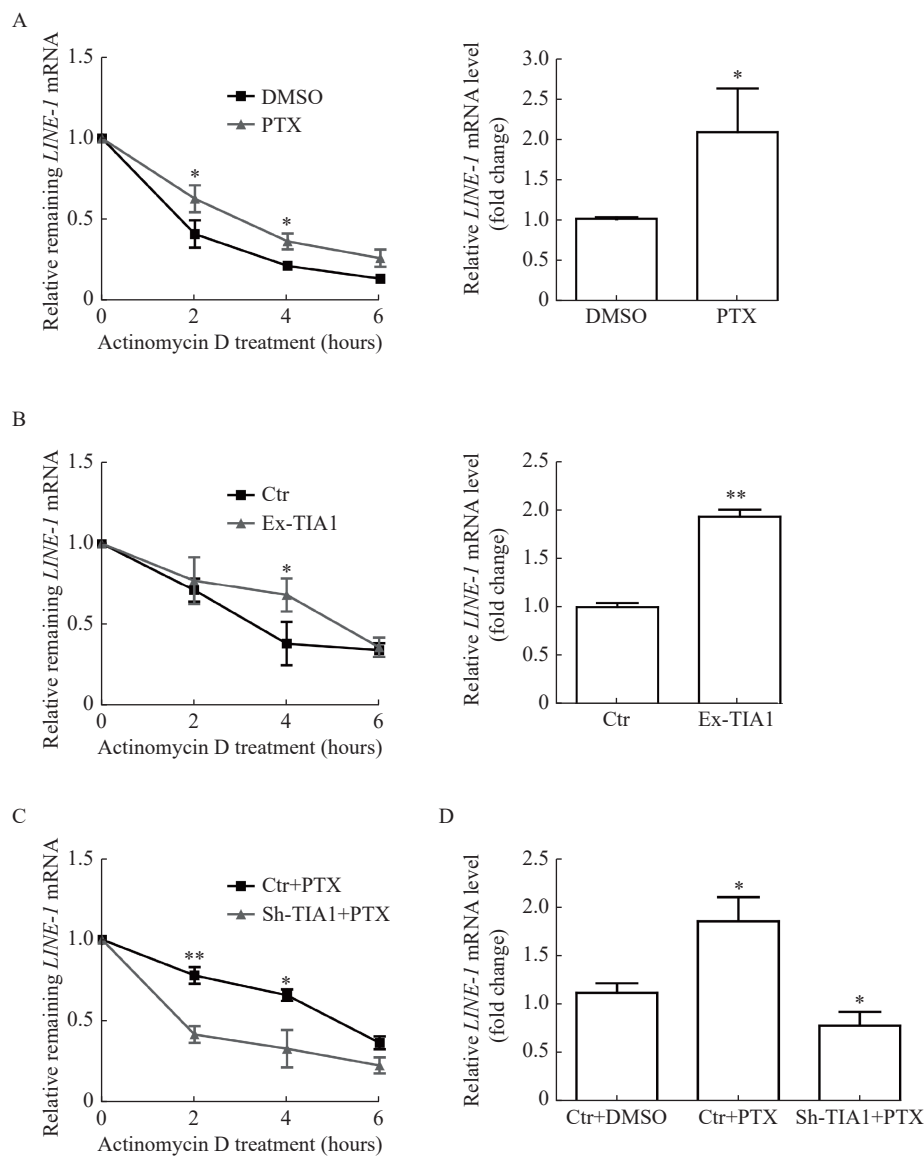 A
Relative remaining LINE-1 mRNA
1.5
1.0
0.5
0
0
2
4
6
Actinomycin D treatment (hours)
DMSO
PTX
*
*
Relative LINE-1 mRNA level
(fold change)
3.0
2.5
2.0
1.5
1.0
0.5
0
*
DMSO
PTX
B
Relative remaining LINE-1 mRNA
1.5
1.0
0.5
0
0
2
4
6
Actinomycin D treatment (hours)
Ctr
Ex-TIA1
*
Relative LINE-1 mRNA level
(fold change)
2.5
2.0
1.5
1.0
0.5
0
**
Ctr
Ex-TIA1
C
Relative remaining LINE-1 mRNA
1.5
1.0
0.5
0
0
2
4
6
Actinomycin D treatment (hours)
Ctr+PTX
Sh-TIA1+PTX
**
*
D
Relative LINE-1 mRNA level
(fold change)
2.5
2.0
1.5
1.0
0.5
0
*
*
Ctr+DMSO
Ctr+PTX
Sh-TIA1+PTX